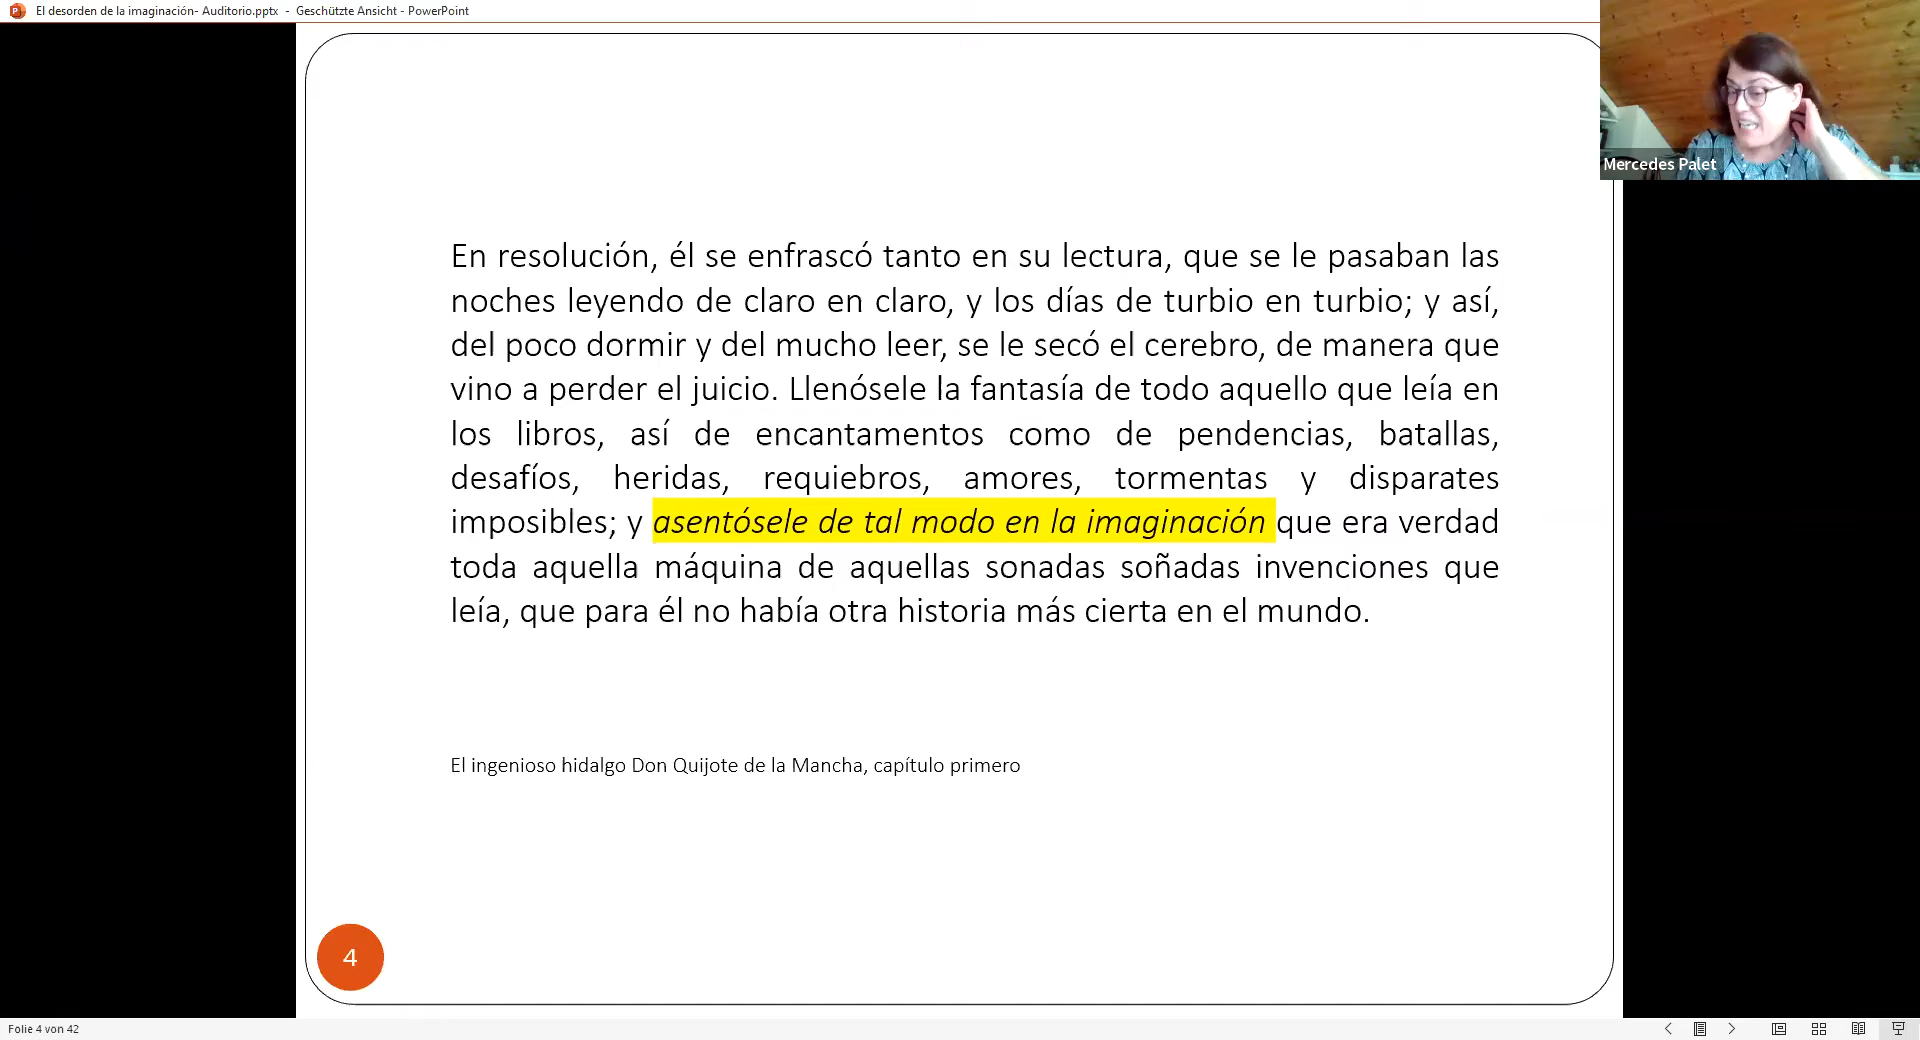 El desorden de la imaginación- Auditorio.pptx - Geschützte Ansicht - PowerPoint
Mercedes Palet
En resolución, él se enfrascó tanto en su lectura, que se le pasaban las
noches leyendo de claro en claro, y los días de turbio en turbio; y así,
del poco dormir y del mucho leer, se le secó el cerebro, de manera que
vino a perder el juicio. Llenósele la fantasía de todo aquello que leía en
los libros, así de encantamentos como de pendencias, batallas,
desafíos, heridas, requiebros, amores, tormentas y disparates
imposibles; y asentósele de tal modo en la imaginación que era verdad
toda aquella máquina de aquellas sonadas soñadas invenciones que
leía, que para él no había otra historia más cierta en el mundo.
El ingenioso hidalgo Don Quijote de la Mancha, capítulo primero
4
Folie 4 von 42